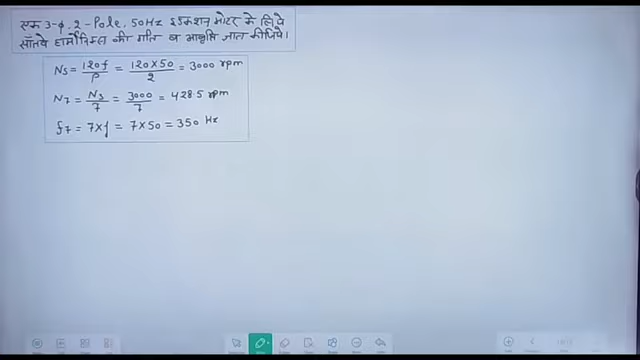 एक 3-ϕ, 2-Pole, 50Hz इंडक्शन मोटर के लिये
साँतवे हार्मोनिक्स की गति व आवृति ज्ञात कीजिये।
Ns = 120f/P = 120×50/2 = 3000 rpm
N7 = Ns/7 = 3000/7 = 428.5 rpm
f7 = 7×f = 7×50 = 350 Hz